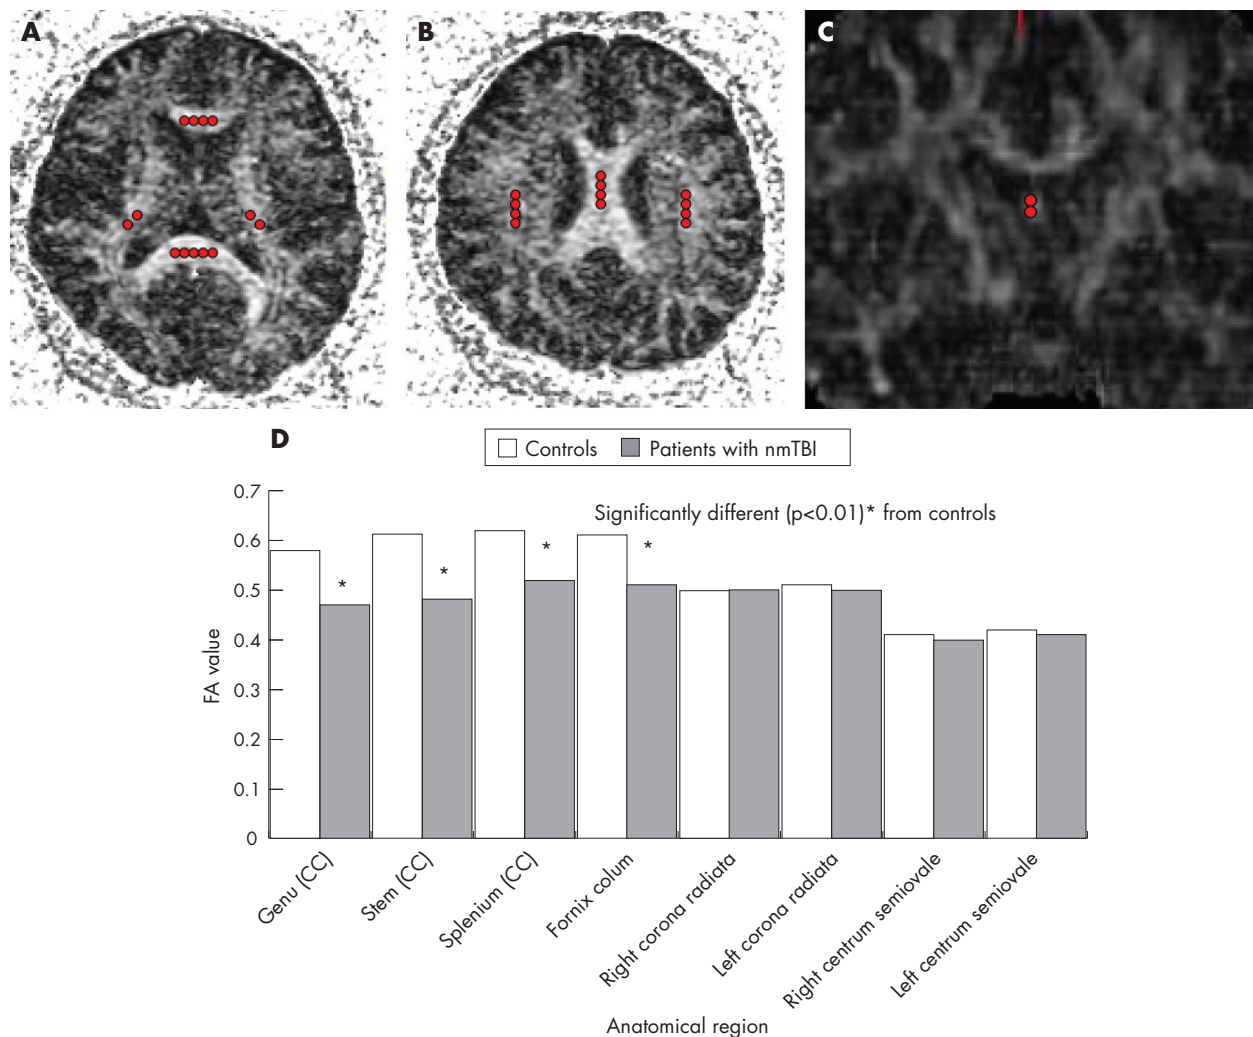 A
B
C
D
Controls
Patients with nmTBI
Significantly different (p<0.01)* from controls
0.7
0.6
0.5
0.4
0.3
0.2
0.1
0
FA value
*
*
*
*
Genu (CC)
Stem (CC)
Splenium (CC)
Fornix colum
Right corona radiata
Left corona radiata
Right centrum semiovale
Left centrum semiovale
Anatomical region